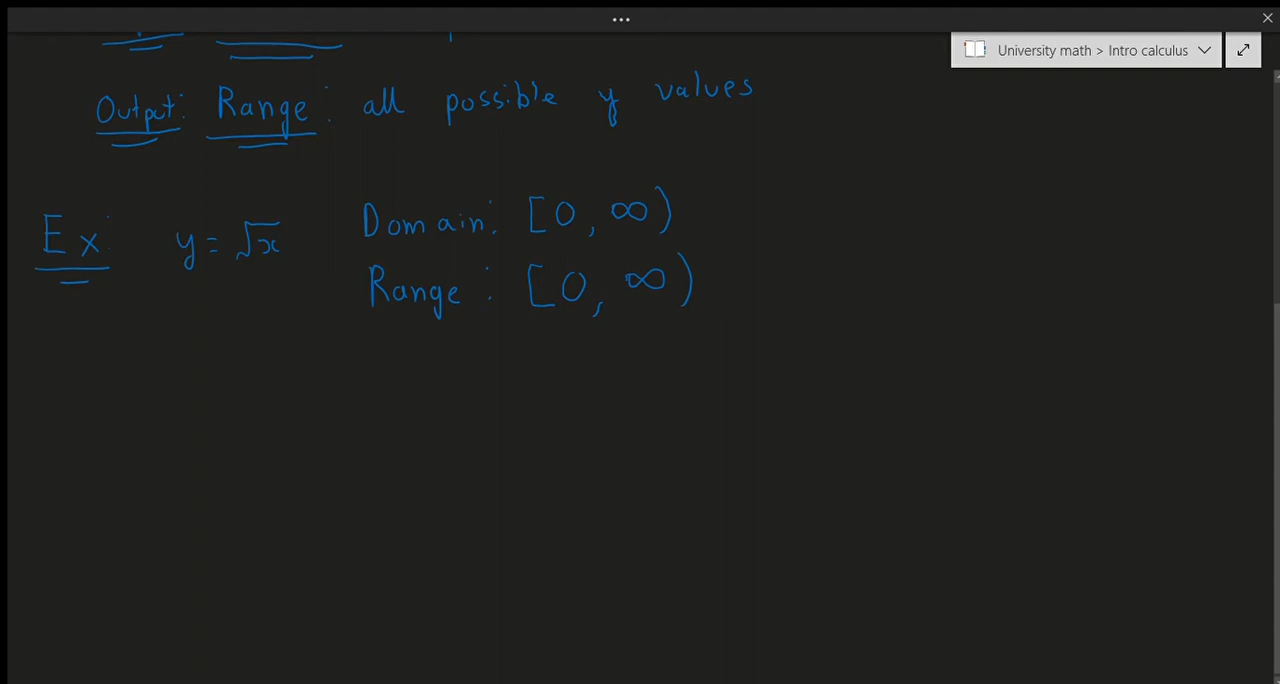 •••
University math > Intro calculus
Output: Range: all possible y values
Ex: y = √x Domain: [0, ∞)
Range: [0, ∞)